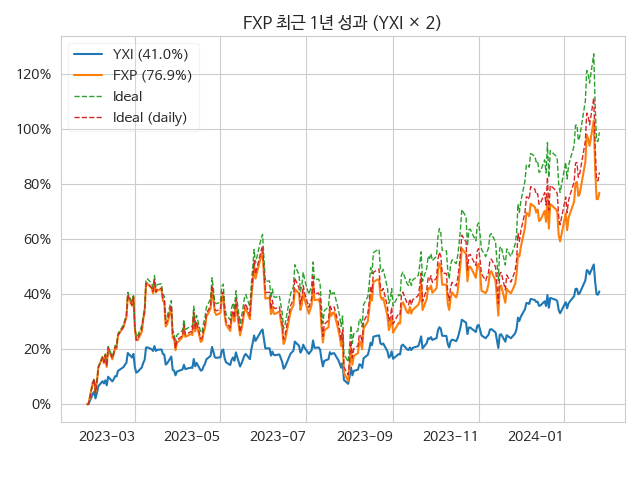 FXP 최근 1년 성과 (YXI × 2)
YXI (41.0%)
FXP (76.9%)
Ideal
Ideal (daily)
120%
100%
80%
60%
40%
20%
0%
2023−03 2023−05 2023−07 2023−09 2023−11 2024−01